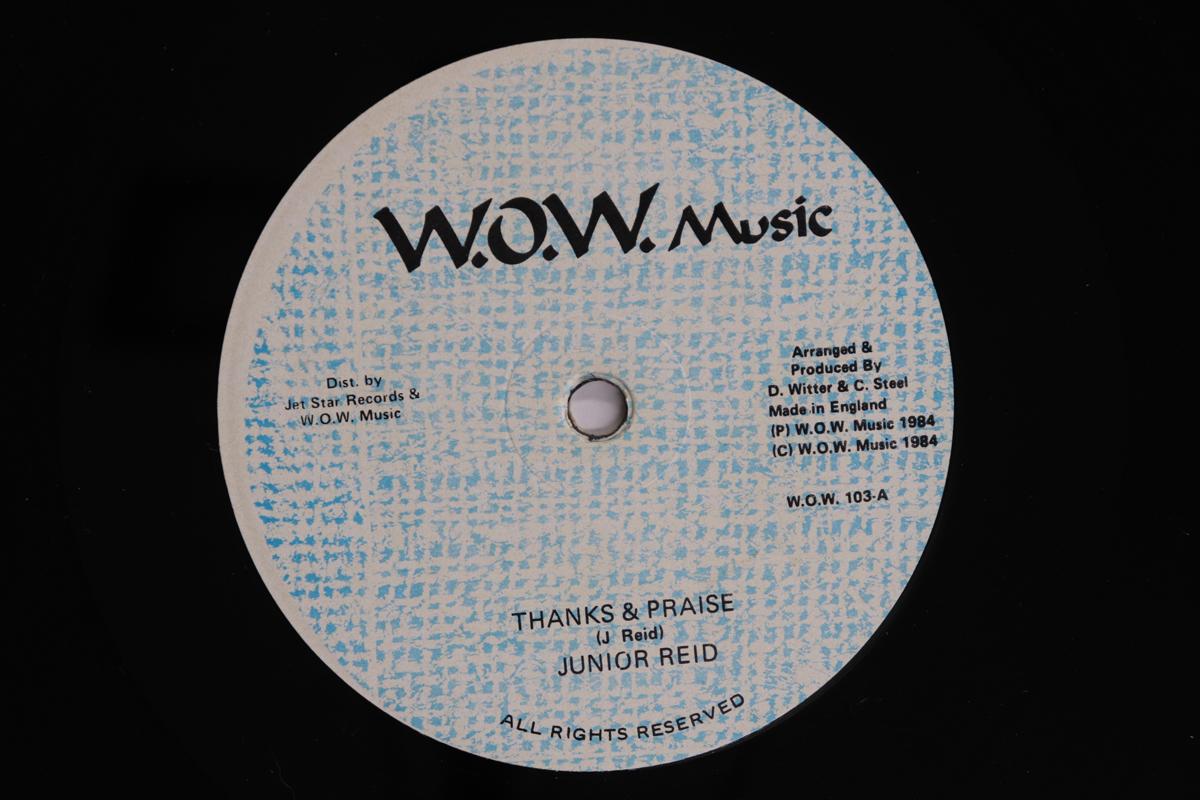 W.O.W. Music
Dist. by
Jet Star Records &
W.O.W. Music
Arranged &
Produced By
D. Witter & C. Steel
Made in England
(P) W.O.W. Music 1984
(C) W.O.W. Music 1984
W.O.W. 103-A
THANKS & PRAISE
(J Reid)
JUNIOR REID
ALL RIGHTS RESERVED